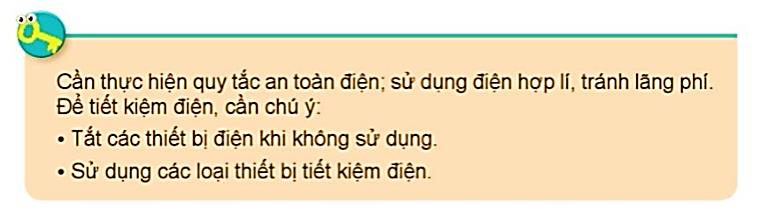 Cần thực hiện quy tắc an toàn điện; sử dụng điện hợp lí, tránh lãng phí.
Để tiết kiệm điện, cần chú ý:
• Tắt các thiết bị điện khi không sử dụng.
• Sử dụng các loại thiết bị tiết kiệm điện.